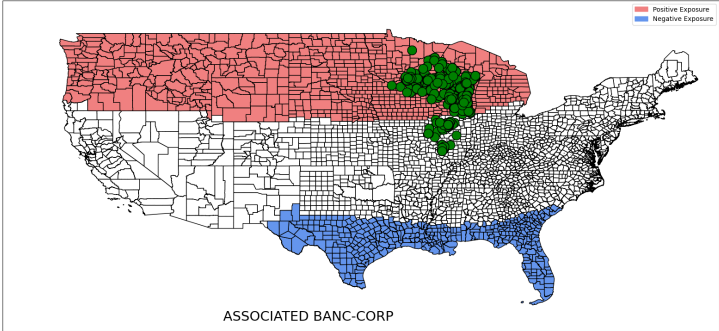 Positive Exposure
Negative Exposure
ASSOCIATED BANC-CORP